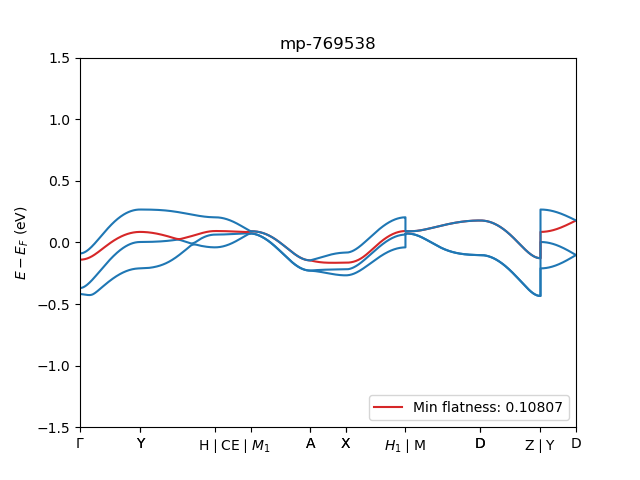 mp-769538
E − E_F (eV)
1.5
1.0
0.5
0.0
−0.5
−1.0
−1.5
Min flatness: 0.10807
Γ Y H | CE | M₁ A X H₁ | M D Z | Y D